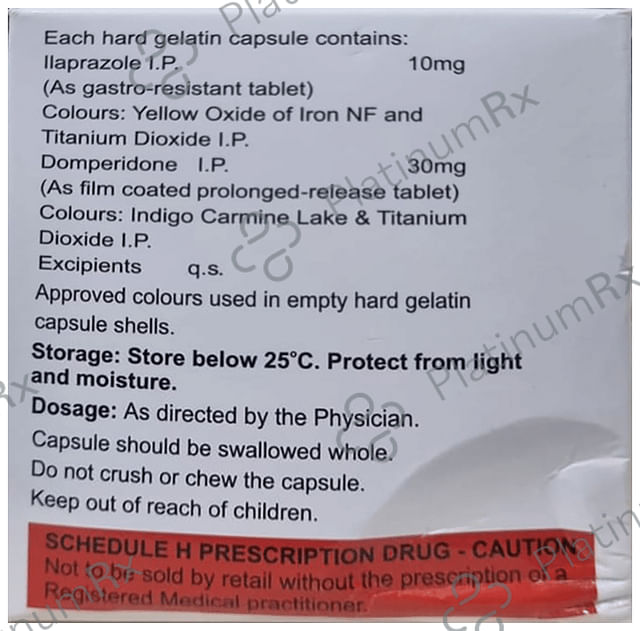 Each hard gelatin capsule contains:
Ilaprazole I.P. 10mg
(As gastro-resistant tablet)
Colours: Yellow Oxide of Iron NF and
Titanium Dioxide I.P.
Domperidone I.P. 30mg
(As film coated prolonged-release tablet)
Colours: Indigo Carmine Lake & Titanium
Dioxide I.P.
Excipients q.s.
Approved colours used in empty hard gelatin
capsule shells.
Storage: Store below 25°C. Protect from light
and moisture.
Dosage: As directed by the Physician.
Capsule should be swallowed whole.
Do not crush or chew the capsule.
Keep out of reach of children.
SCHEDULE H PRESCRIPTION DRUG - CAUTION
Not to be sold by retail without the prescription of a
Registered Medical practitioner.
PlatinumRx
PlatinumRx
PlatinumRx